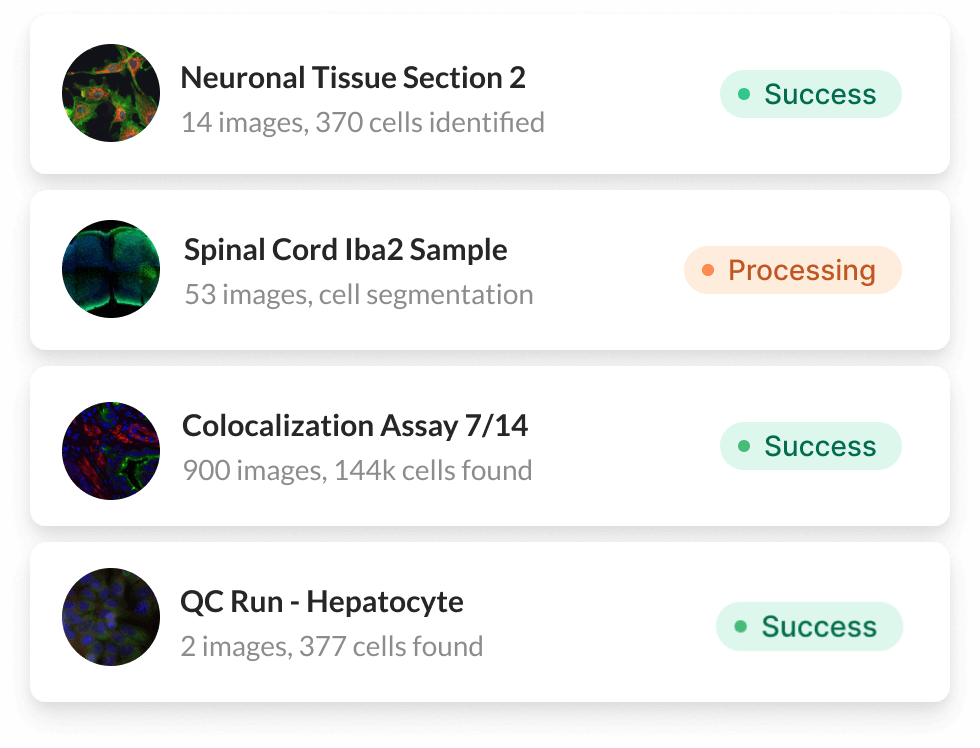 Neuronal Tissue Section 2
14 images, 370 cells identified
Success
Spinal Cord Iba2 Sample
53 images, cell segmentation
Processing
Colocalization Assay 7/14
900 images, 144k cells found
Success
QC Run - Hepatocyte
2 images, 377 cells found
Success